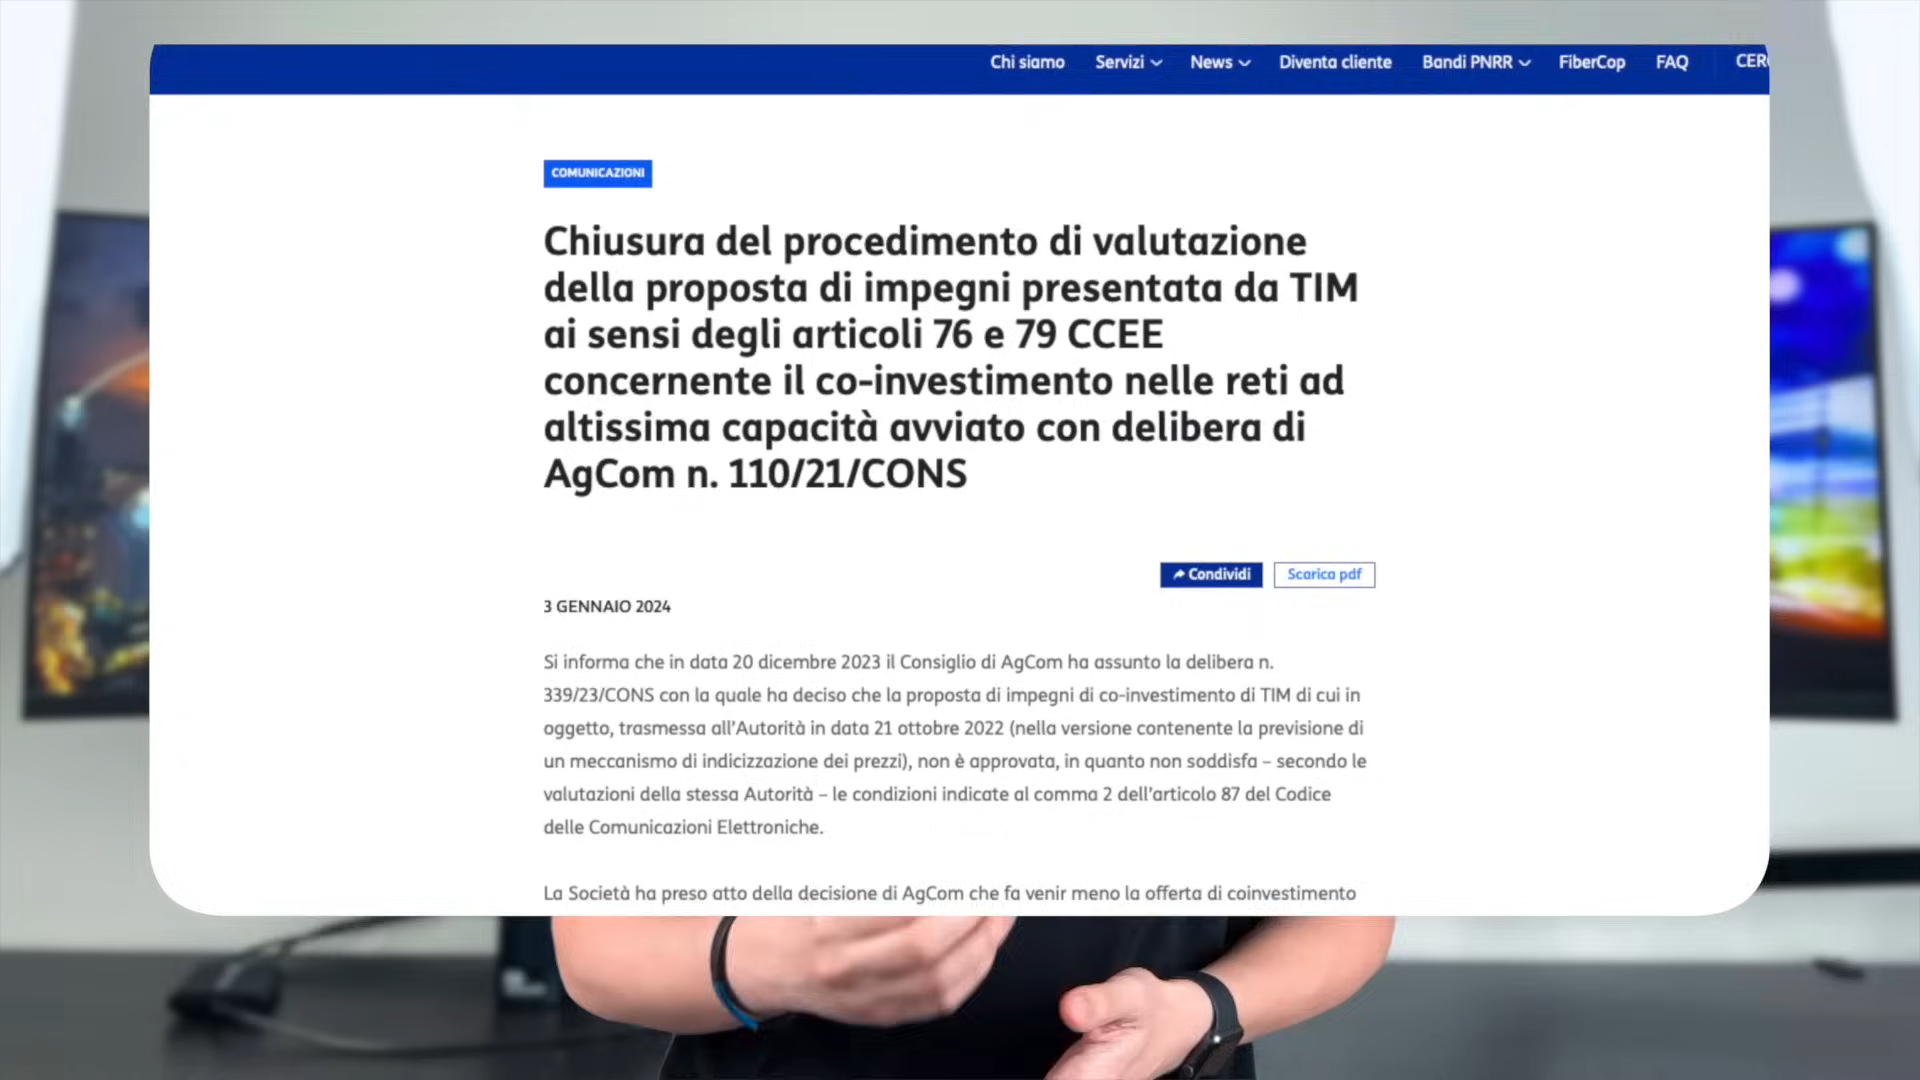 Chi siamo Servizi News Diventa cliente Bandi PNRR FiberCop FAQ
COMUNICAZIONI
Chiusura del procedimento di valutazione
della proposta di impegni presentata da TIM
ai sensi degli articoli 76 e 79 CCEE
concernente il co-investimento nelle reti ad
altissima capacità avviato con delibera di
AgCom n. 110/21/CONS
Condividi Scarica pdf
3 GENNAIO 2024
Si informa che in data 20 dicembre 2023 il Consiglio di AgCom ha assunto la delibera n.
339/23/CONS con la quale ha deciso che la proposta di impegni di co-investimento di TIM di cui in
oggetto, trasmessa all'Autorità in data 21 ottobre 2022 (nella versione contenente la previsione di
un meccanismo di indicizzazione dei prezzi), non è approvata, in quanto non soddisfa – secondo le
valutazioni della stessa Autorità – le condizioni indicate al comma 2 dell'articolo 87 del Codice
delle Comunicazioni Elettroniche.
La Società ha preso atto della decisione di AgCom che fa venir meno la offerta di coinvestimento